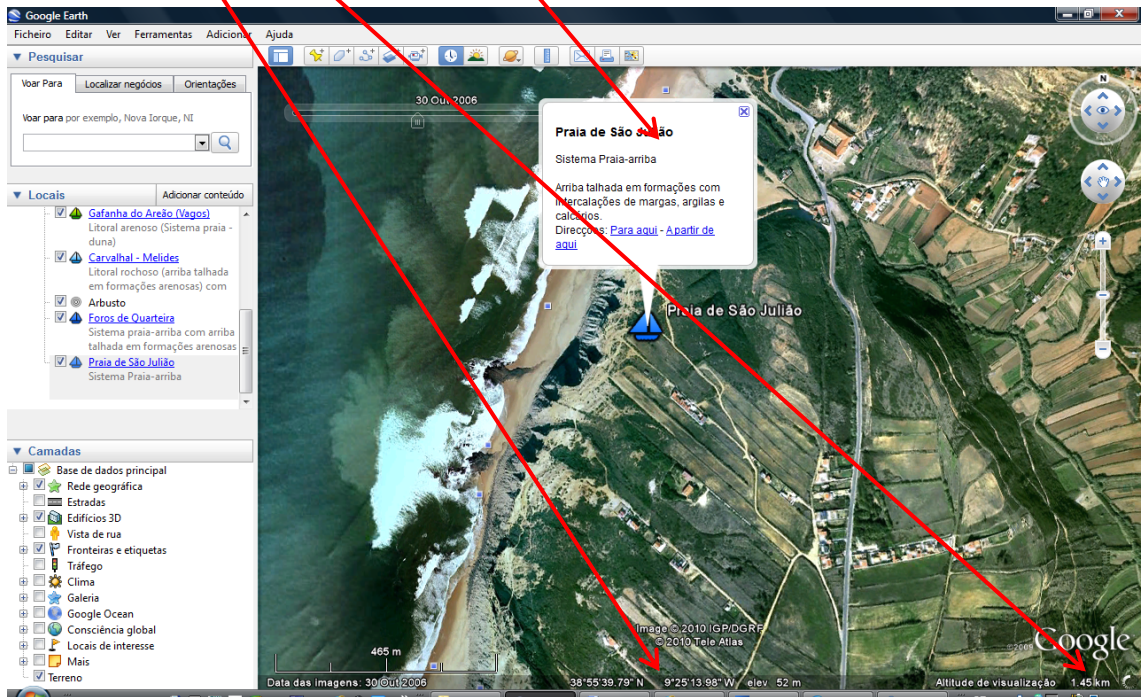 Google Earth
Ficheiro Editar Ver Ferramentas Adicionar Ajuda
Pesquisar
Voar Para Localizar negócios Orientações
Voar para por exemplo, Nova Iorque, NI
Locais
Adicionar conteúdo
Gafanha do Areão (Vagos)
Litoral arenoso (Sistema praia -
duna)
Carvalhal - Melides
Litoral rochoso (arriba talhada
em formações arenosas) com
Arbusto
Foros de Quarteira
Sistema praia-arriba com arriba
talhada em formações arenosas
Praia de São Julião
Sistema Praia-arriba
Camadas
Base de dados principal
Rede geográfica
Estradas
Edifícios 3D
Vista de rua
Fronteiras e etiquetas
Tráfego
Clima
Galeria
Google Ocean
Consciência global
Locais de interesse
Mais
Terreno
30 Out 2006
Praia de São Julião
Sistema Praia-arriba
Arriba talhada em formações com
intercalações de margas, argilas e
calcários.
Direcções: Para aqui - A partir de
aqui
Praia de São Julião
N
465 m
Image © 2010 IGP/DGRF
© 2010 Tele Atlas
©2009 Google
Data das imagens: 30 Out 2006
38°55'39.79" N 9°25'13.98" W elev 52 m
Altitude de visualização 1.45 km